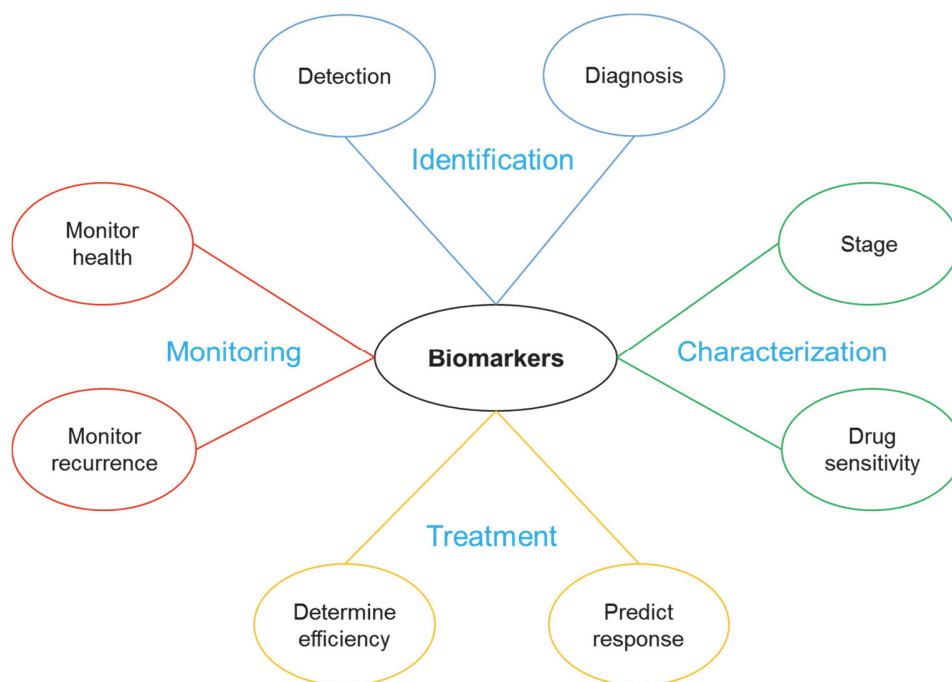 Detection
Diagnosis
Identification
Monitor
health
Stage
Monitoring
Biomarkers
Characterization
Monitor
recurrence
Drug
sensitivity
Treatment
Determine
efficiency
Predict
response